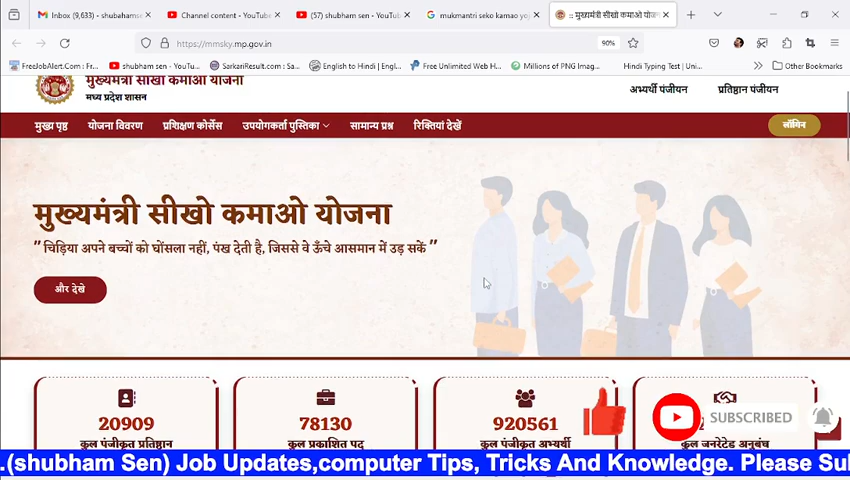 Inbox (9,633) - shubahamse
Channel content - YouTube
(57) shubham sen - YouTube
mukmantri seko kamao yoj
:: मुख्यमंत्री सीखो कमाओ योज
https://mmsky.mp.gov.in
90%
FreeJobAlert.Com : Fre...
shubham sen - YouTu...
SarkariResult.com : Sa...
English to Hindi | Engl...
Free Unlimited Web H...
Millions of PNG Imag...
Hindi Typing Test | Uni...
Other Bookmarks
मुख्यमंत्री सीखो कमाओ योजना
मध्य प्रदेश शासन
अभ्यर्थी पंजीयन
प्रतिष्ठान पंजीयन
मुख्य पृष्ठ
योजना विवरण
प्रशिक्षण कोर्सेस
उपयोगकर्ता पुस्तिका
सामान्य प्रश्न
रिक्तियां देखें
लॉगिन
मुख्यमंत्री सीखो कमाओ योजना
" चिड़िया अपने बच्चों को घोंसला नहीं, पंख देती है, जिससे वे ऊँचे आसमान में उड़ सकें "
और देखे
20909
78130
920561
कुल पंजीकृत प्रतिष्ठान
कुल प्रकाशित पद
कुल पंजीकृत अभ्यर्थी
कुल जनरेटेड अनुबंध
SUBSCRIBED
.(shubham Sen) Job Updates,computer Tips, Tricks And Knowledge. Please Su